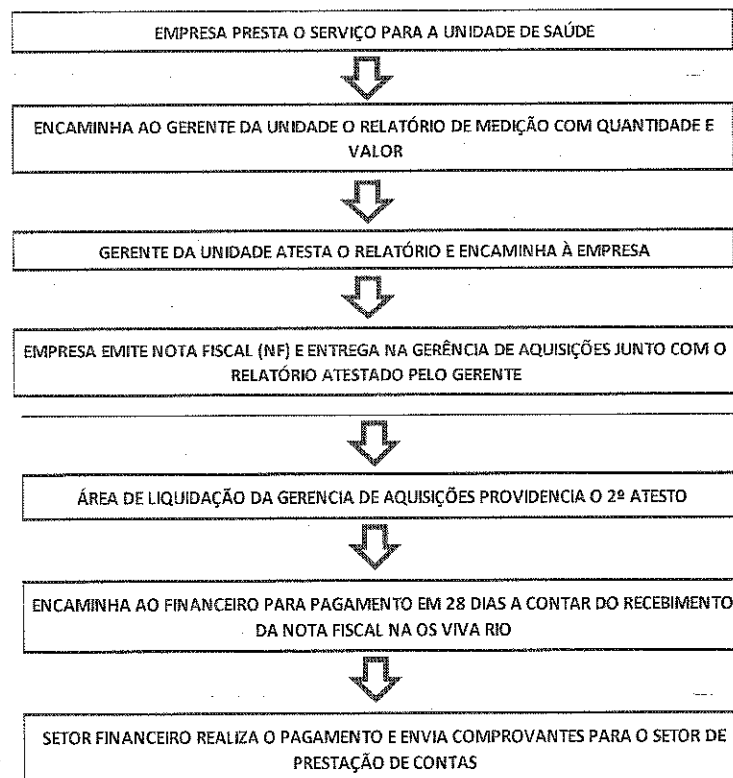 EMPRESA PRESTA O SERVIÇO PARA A UNIDADE DE SAÚDE
ENCAMINHA AO GERENTE DA UNIDADE O RELATÓRIO DE MEDIÇÃO COM QUANTIDADE E
VALOR
GERENTE DA UNIDADE ATESTA O RELATÓRIO E ENCAMINHA À EMPRESA
EMPRESA EMITE NOTA FISCAL (NF) E ENTREGA NA GERÊNCIA DE AQUISIÇÕES JUNTO COM O
RELATÓRIO ATESTADO PELO GERENTE
ÁREA DE LIQUIDAÇÃO DA GERENCIA DE AQUISIÇÕES PROVIDENCIA O 2º ATESTO
ENCAMINHA AO FINANCEIRO PARA PAGAMENTO EM 28 DIAS A CONTAR DO RECEBIMENTO
DA NOTA FISCAL NA OS VIVA RIO
SETOR FINANCEIRO REALIZA O PAGAMENTO E ENVIA COMPROVANTES PARA O SETOR DE
PRESTAÇÃO DE CONTAS